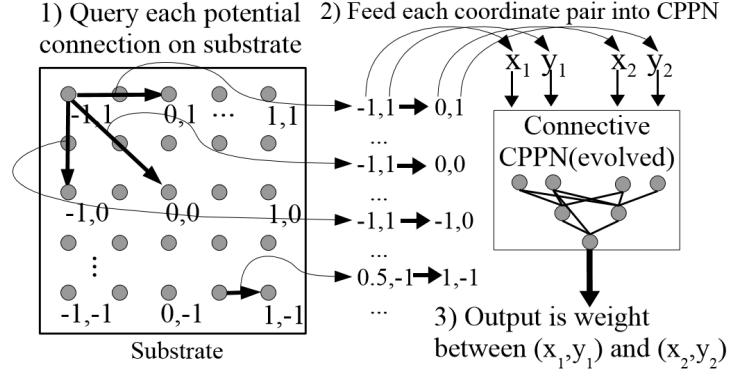 1) Query each potential
connection on substrate
2) Feed each coordinate pair into CPPN
-1,1 0,1 ... 1,1
-1,0 0,0 1,0
...
-1,-1 0,-1 1,-1
Substrate
-1,1 0,1
...
-1,1 0,0
...
-1,1 -1,0
...
0.5,-1 1,-1
...
x1 y1 x2 y2
Connective
CPPN(evolved)
3) Output is weight
between (x1,y1) and (x2,y2)